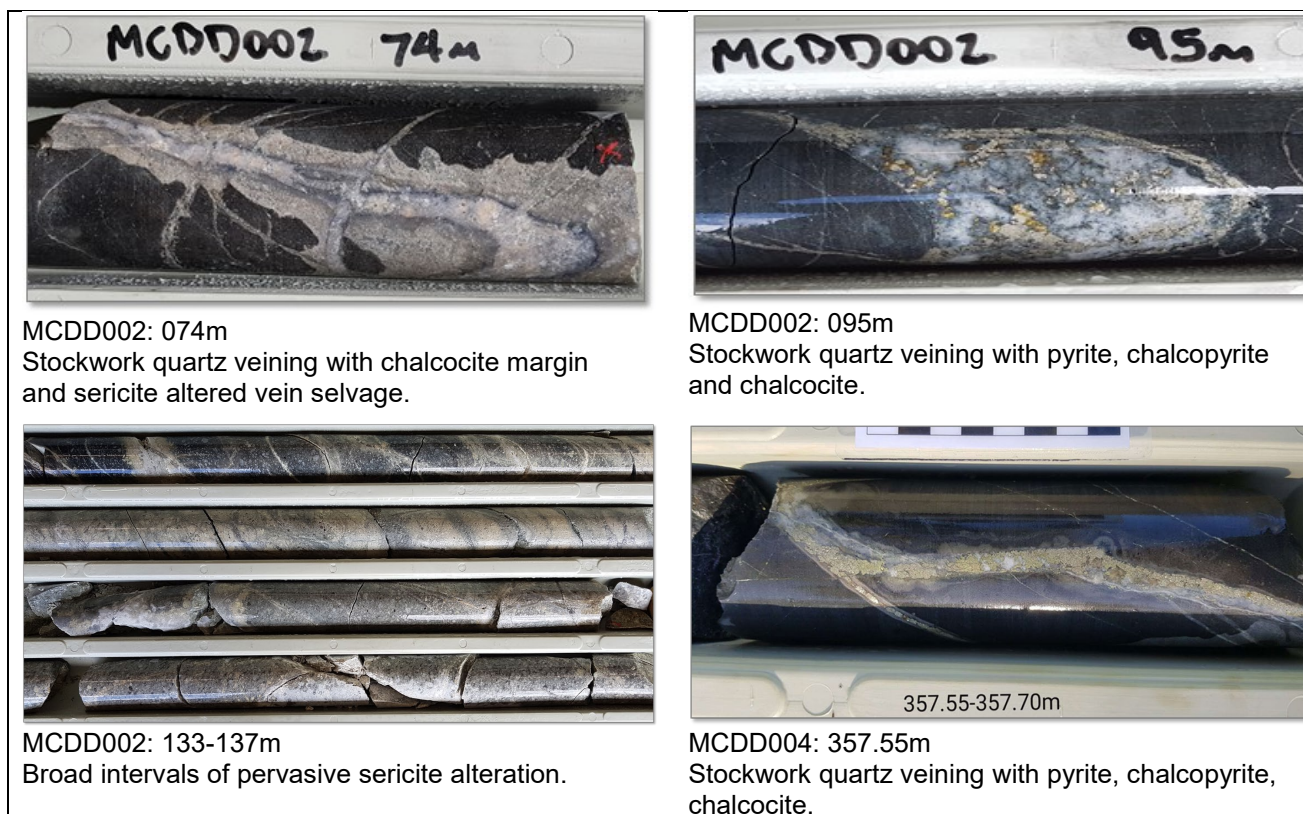 MCDD002 74m
MCDD002 95m
MCDD002: 074m
Stockwork quartz veining with chalcocite margin
and sericite altered vein selvage.
MCDD002: 095m
Stockwork quartz veining with pyrite, chalcopyrite
and chalcocite.
357.55-357.70m
MCDD002: 133-137m
Broad intervals of pervasive sericite alteration.
MCDD004: 357.55m
Stockwork quartz veining with pyrite, chalcopyrite,
chalcocite.